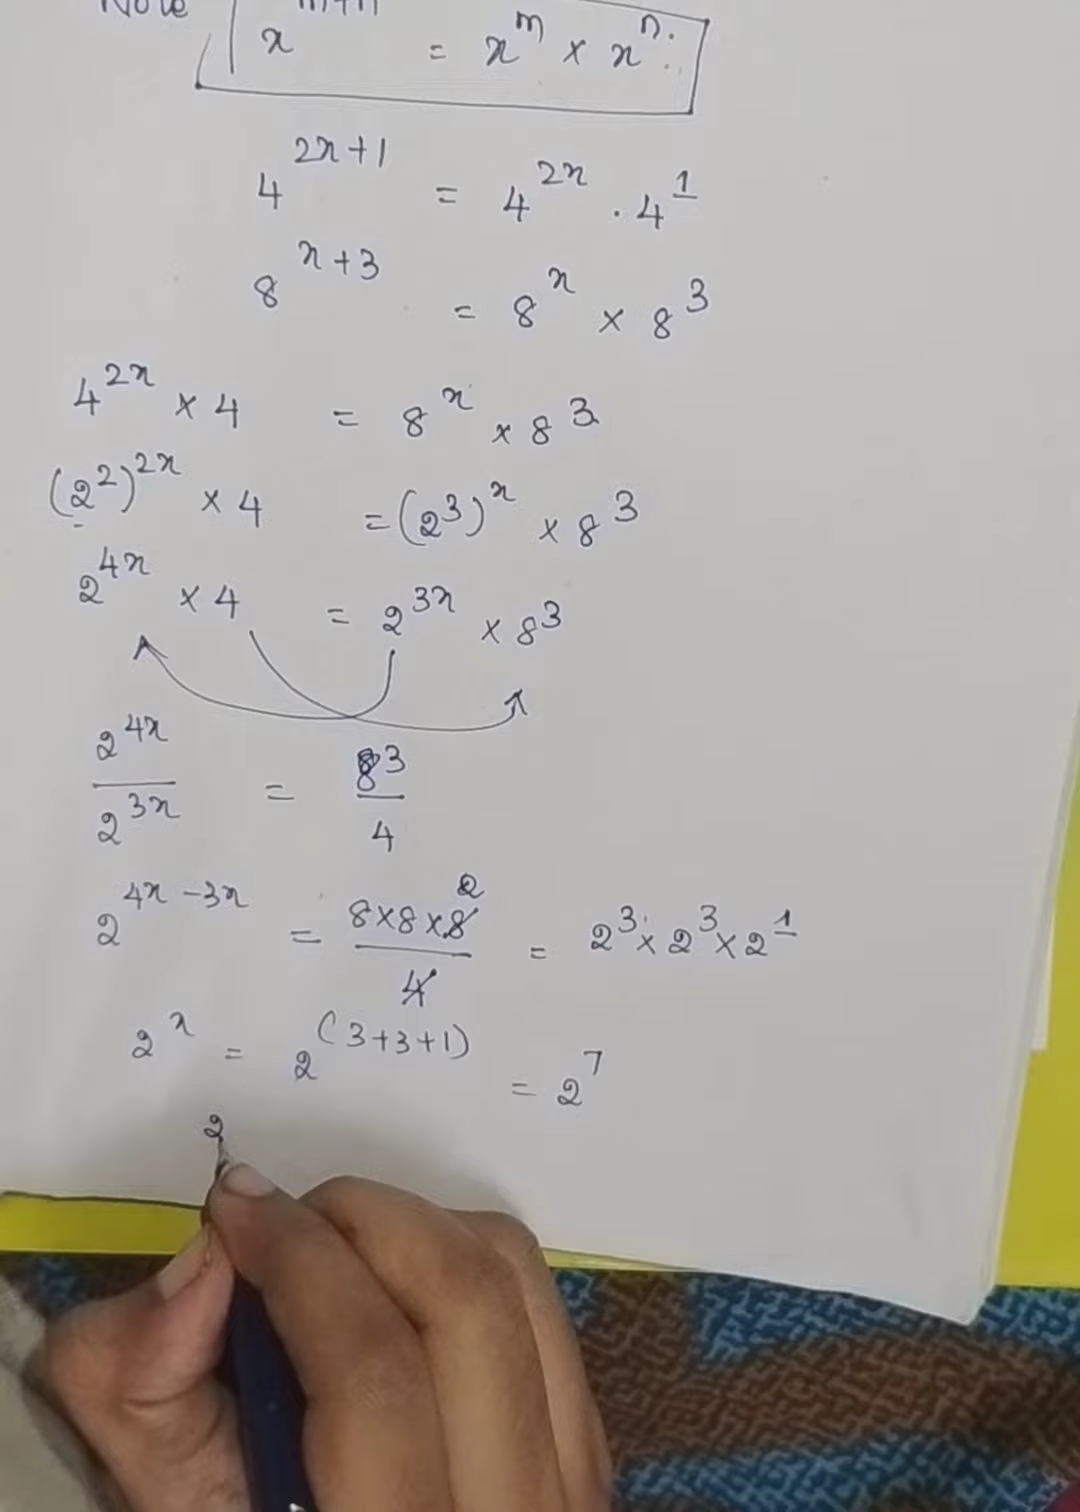 Note x^{m+n} = x^m × x^n.
4^{2x+1} = 4^{2x} . 4^1
8^{x+3} = 8^x × 8^3
4^{2x} × 4 = 8^x × 8^3
(2^2)^{2x} × 4 = (2^3)^x × 8^3
2^{4x} × 4 = 2^{3x} × 8^3
2^{4x} / 2^{3x} = 8^3 / 4
2^{4x-3x} = 8×8×8 2 / 4 = 2^3 × 2^3 × 2^1
2^x = 2^{(3+3+1)} = 2^7
2